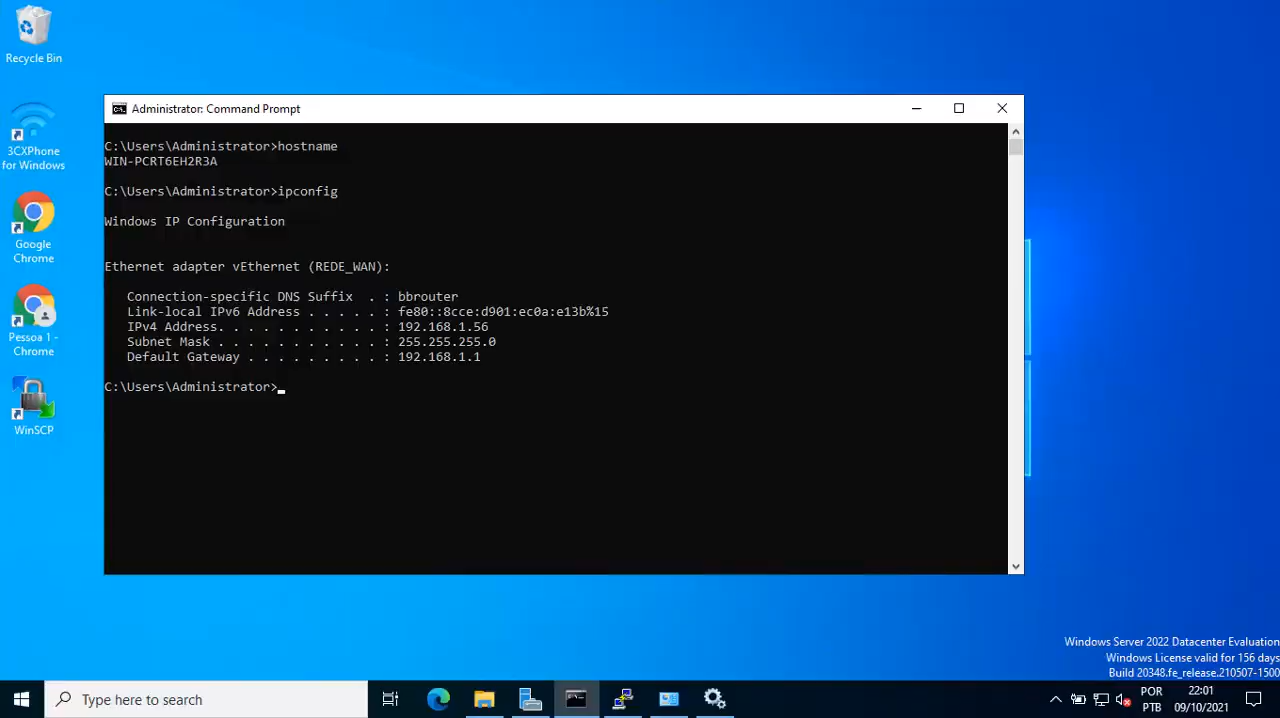 Recycle Bin
3CXPhone
for Windows
Google
Chrome
Pessoa 1 -
Chrome
WinSCP
Administrator: Command Prompt
C:\Users\Administrator>hostname
WIN-PCRT6EH2R3A
C:\Users\Administrator>ipconfig
Windows IP Configuration
Ethernet adapter vEthernet (REDE_WAN):
Connection-specific DNS Suffix  . : bbrouter
Link-local IPv6 Address . . . . . : fe80::8cce:d901:ec0a:e13b%15
IPv4 Address. . . . . . . . . . . : 192.168.1.56
Subnet Mask . . . . . . . . . . . : 255.255.255.0
Default Gateway . . . . . . . . . : 192.168.1.1
C:\Users\Administrator>
Windows Server 2022 Datacenter Evaluation
Windows License valid for 156 days
Build 20348.fe_release.210507-1500
Type here to search
POR
PTB
22:01
09/10/2021